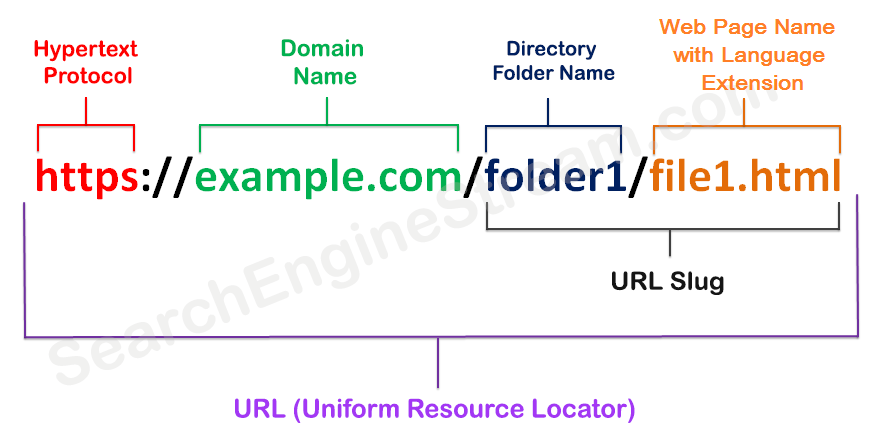 Hypertext
Protocol
Domain
Name
Directory
Folder Name
Web Page Name
with Language
Extension
https://example.com/folder1/file1.html
URL Slug
URL (Uniform Resource Locator)
SearchEngineStream.com